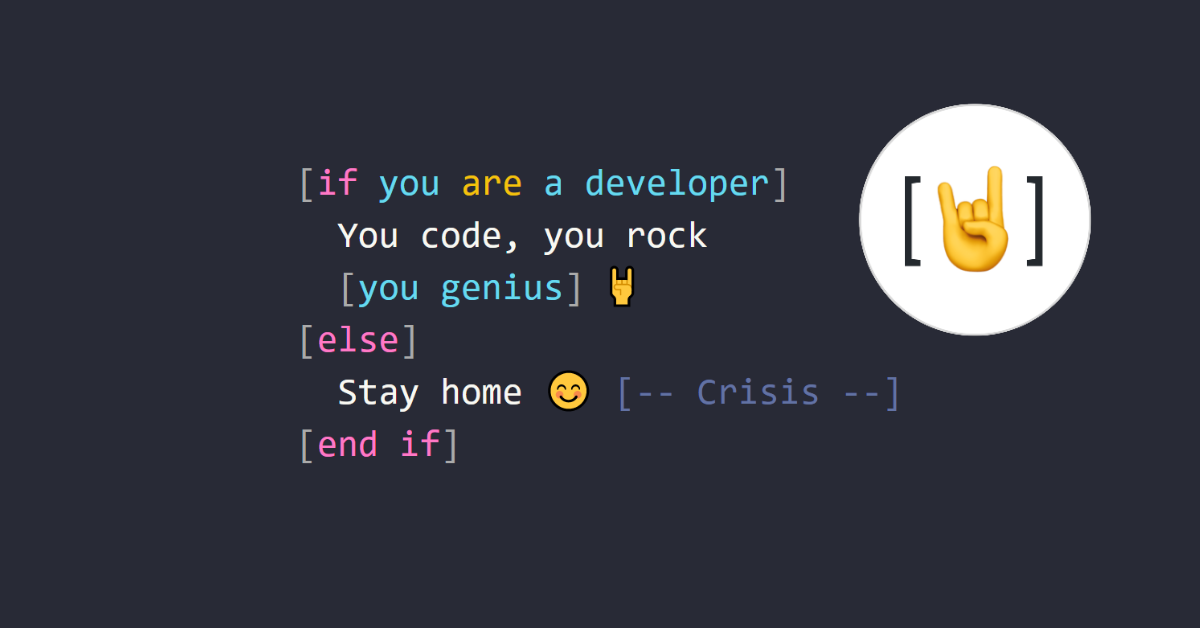 [if you are a developer]
You code, you rock
[you genius] 🤘
[else]
Stay home 😊 [-- Crisis --]
[end if]
[🤘]